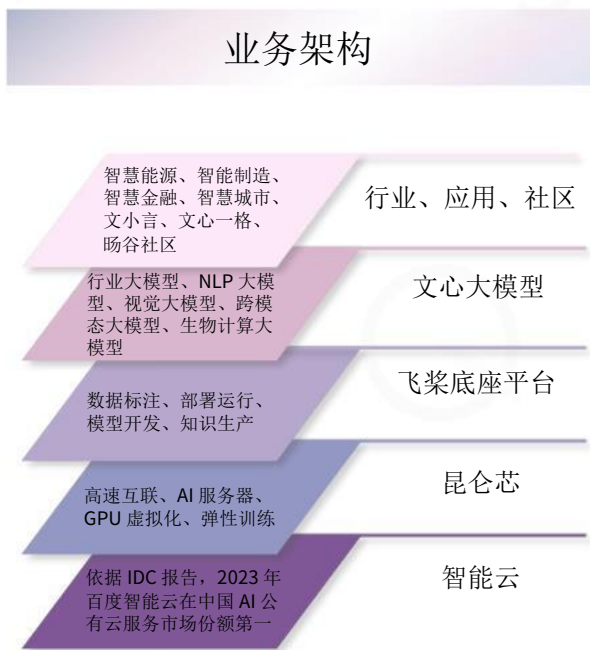 业务架构
智慧能源、智能制造、
智慧金融、智慧城市、
文小言、文心一格、
旸谷社区
行业、应用、社区
行业大模型、NLP 大模
型、视觉大模型、跨模
态大模型、生物计算大
模型
文心大模型
数据标注、部署运行、
模型开发、知识生产
飞桨底座平台
高速互联、AI 服务器、
GPU 虚拟化、弹性训练
昆仑芯
依据 IDC 报告，2023 年
百度智能云在中国 AI 公
有云服务市场份额第一
智能云